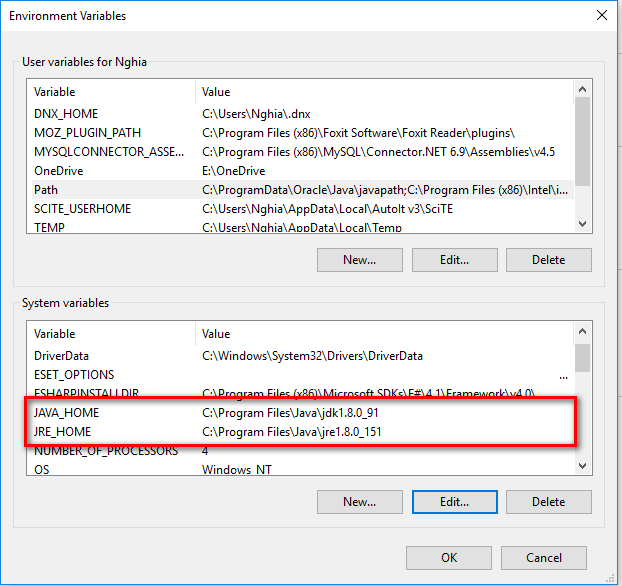 Environment Variables
User variables for Nghia
Variable Value
DNX_HOME C:\Users\Nghia\.dnx
MOZ_PLUGIN_PATH C:\Program Files (x86)\Foxit Software\Foxit Reader\plugins\
MYSQLCONNECTOR_ASSE... C:\Program Files (x86)\MySQL\Connector.NET 6.9\Assemblies\v4.5
OneDrive E:\OneDrive
Path C:\ProgramData\Oracle\Java\javapath;C:\Program Files (x86)\Intel\i...
SCITE_USERHOME C:\Users\Nghia\AppData\Local\AutoIt v3\SciTE
TEMP C:\Users\Nghia\AppData\Local\Temp
New... Edit... Delete
System variables
Variable Value
DriverData C:\Windows\System32\Drivers\DriverData
ESET_OPTIONS ...
FSHARPINSTALLDIR C:\Program Files (x86)\Microsoft SDKs\F#\4.1\Framework\v4.0\
JAVA_HOME C:\Program Files\Java\jdk1.8.0_91
JRE_HOME C:\Program Files\Java\jre1.8.0_151
NUMBER_OF_PROCESSORS 4
OS Windows_NT
New... Edit... Delete
OK Cancel